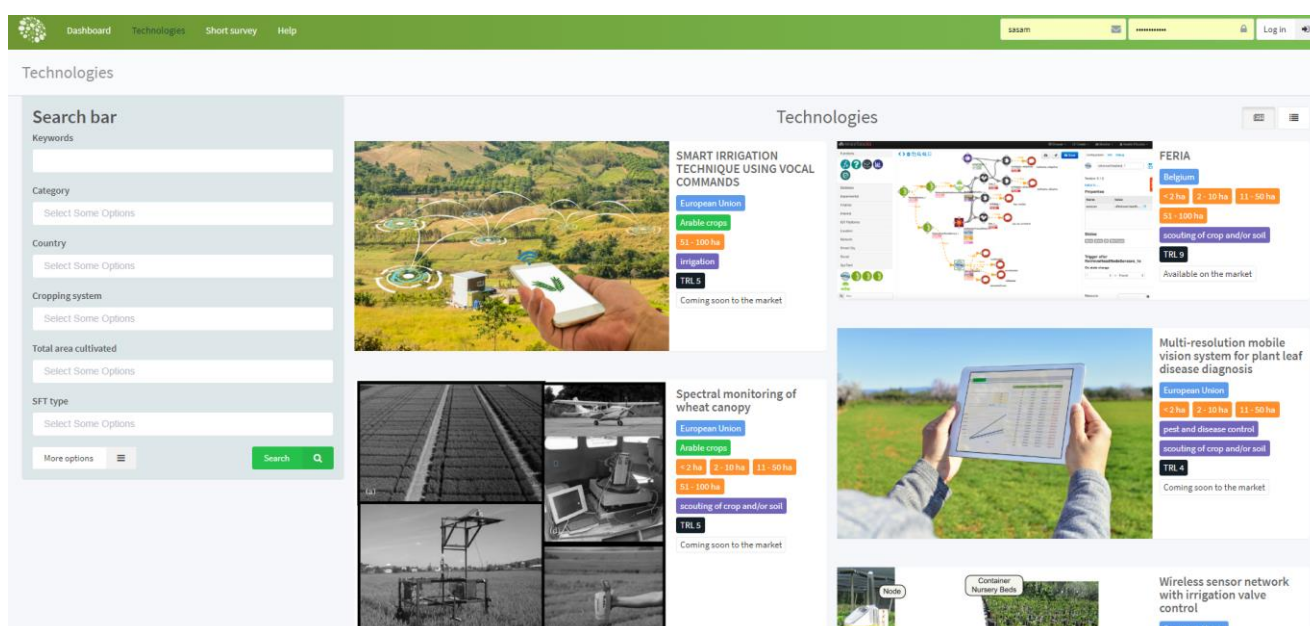 Dashboard Technologies Short survey Help
sasam
Log in
Technologies
Search bar
Keywords
Category
Select Some Options
Country
Select Some Options
Cropping system
Select Some Options
Total area cultivated
Select Some Options
SFT type
Select Some Options
More options
Search
Technologies
SMART IRRIGATION
TECHNIQUE USING VOCAL
COMMANDS
European Union
Arable crops
51 - 100 ha
irrigation
TRL 5
Coming soon to the market
FERIA
Belgium
<2 ha 2 - 10 ha 11 - 50 ha
51 - 100 ha
scouting of crop and/or soil
TRL 9
Available on the market
Spectral monitoring of
wheat canopy
European Union
Arable crops
<2 ha 2 - 10 ha 11 - 50 ha
51 - 100 ha
scouting of crop and/or soil
TRL 5
Coming soon to the market
(a)
(d)
Multi-resolution mobile
vision system for plant leaf
disease diagnosis
European Union
<2 ha 2 - 10 ha 11 - 50 ha
pest and disease control
scouting of crop and/or soil
TRL 4
Coming soon to the market
Node
Container
Nursery Beds
Wireless sensor network
with irrigation valve
control